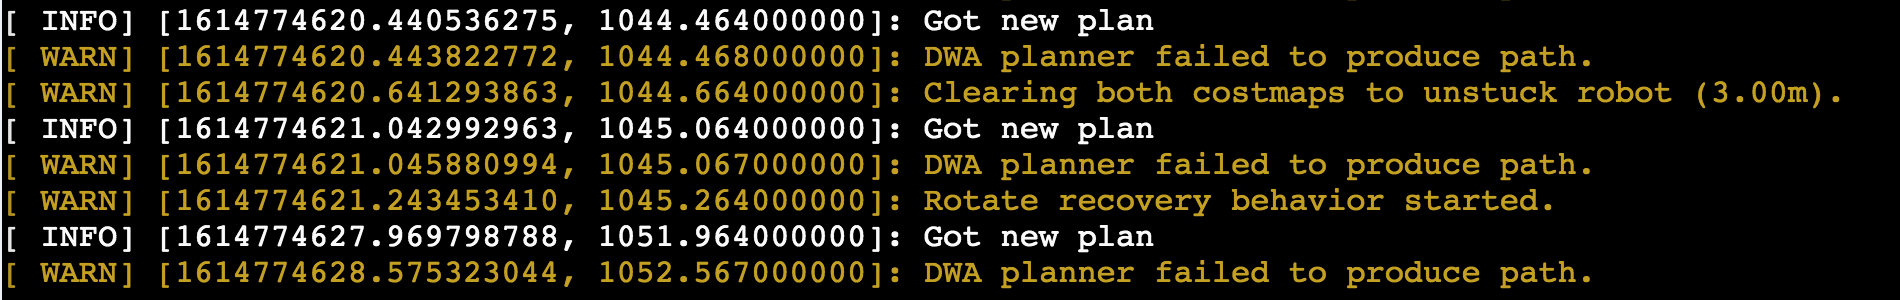 [ INFO] [1614774620.440536275, 1044.464000000]: Got new plan
[ WARN] [1614774620.443822772, 1044.468000000]: DWA planner failed to produce path.
[ WARN] [1614774620.641293863, 1044.664000000]: Clearing both costmaps to unstuck robot (3.00m).
[ INFO] [1614774621.042992963, 1045.064000000]: Got new plan
[ WARN] [1614774621.045880994, 1045.067000000]: DWA planner failed to produce path.
[ WARN] [1614774621.243453410, 1045.264000000]: Rotate recovery behavior started.
[ INFO] [1614774627.969798788, 1051.964000000]: Got new plan
[ WARN] [1614774628.575323044, 1052.567000000]: DWA planner failed to produce path.